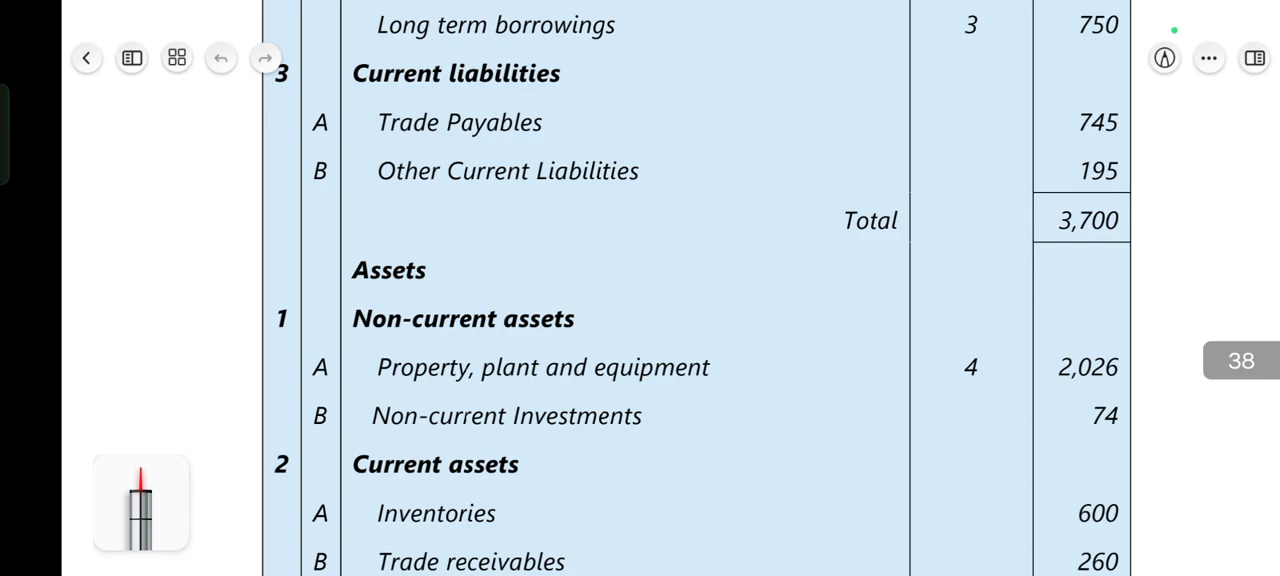 Long term borrowings 3 750
3 Current liabilities
A Trade Payables 745
B Other Current Liabilities 195
Total 3,700
Assets
1 Non-current assets
A Property, plant and equipment 4 2,026
B Non-current Investments 74
2 Current assets
A Inventories 600
B Trade receivables 260
38